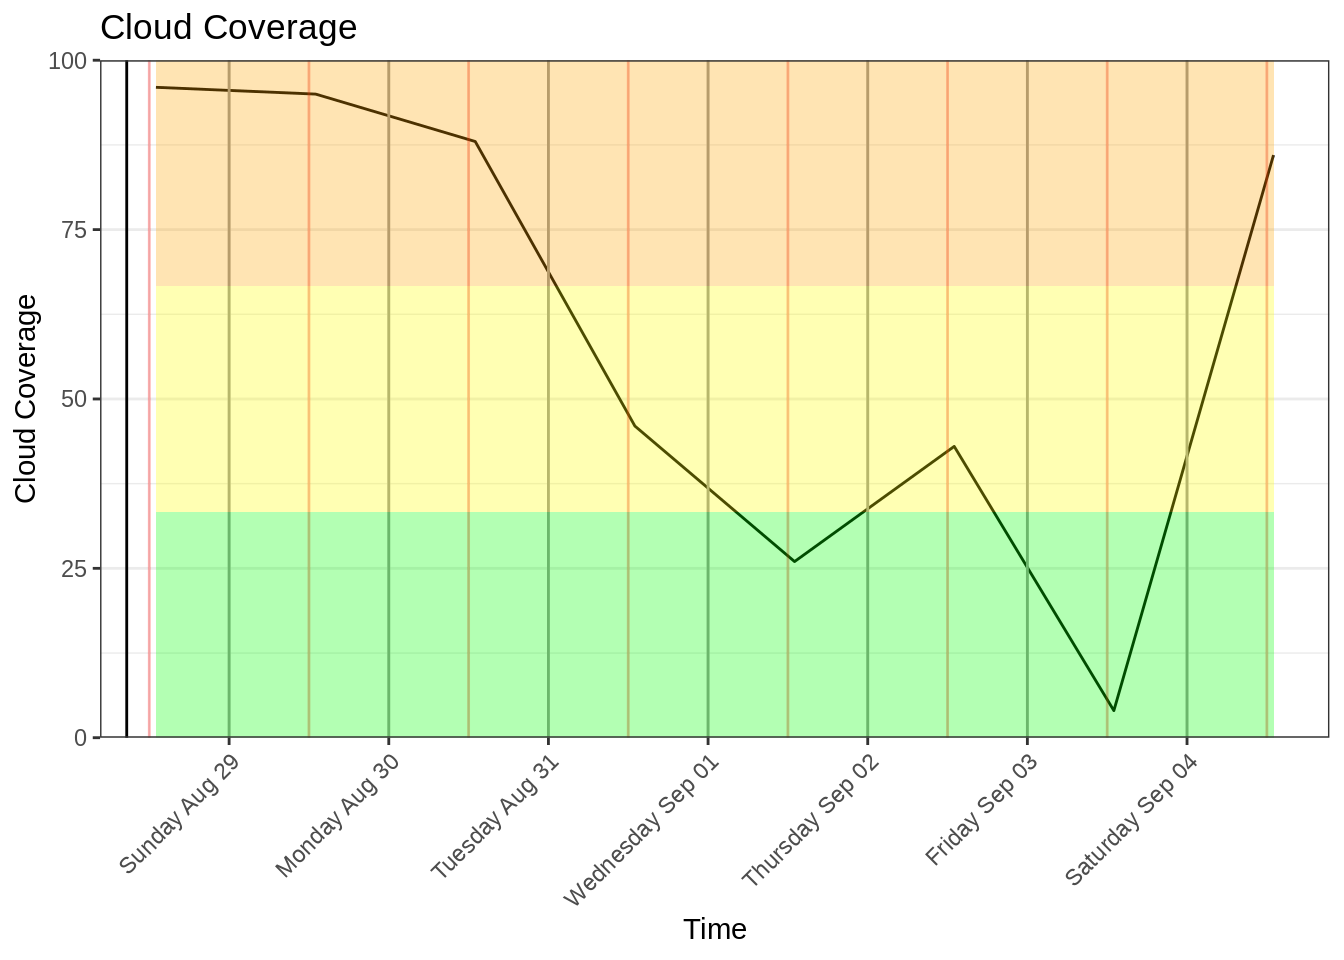 Cloud Coverage
100
75
50
25
0
Cloud Coverage
Sunday Aug 29
Monday Aug 30
Tuesday Aug 31
Wednesday Sep 01
Thursday Sep 02
Friday Sep 03
Saturday Sep 04
Time